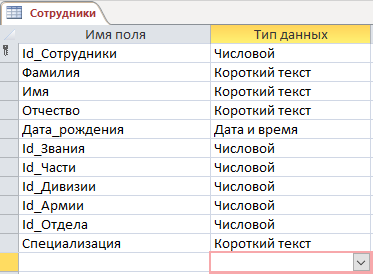 Сотрудники
Имя поля Тип данных
Id_Сотрудники Числовой
Фамилия Короткий текст
Имя Короткий текст
Отчество Короткий текст
Дата_рождения Дата и время
Id_Звания Числовой
Id_Части Числовой
Id_Дивизии Числовой
Id_Армии Числовой
Id_Отдела Числовой
Специализация Короткий текст